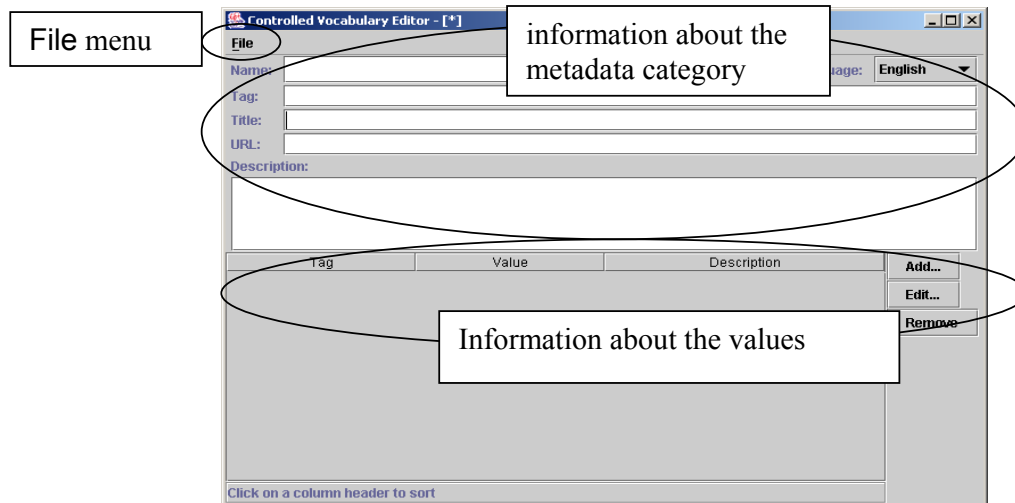 Controlled Vocabulary Editor - [*]
File menu
File
information about the
metadata category
Name:
uage:
English
Tag:
Title:
URL:
Description:
Tag
Value
Description
Add...
Edit...
Remove
Information about the values
Click on a column header to sort